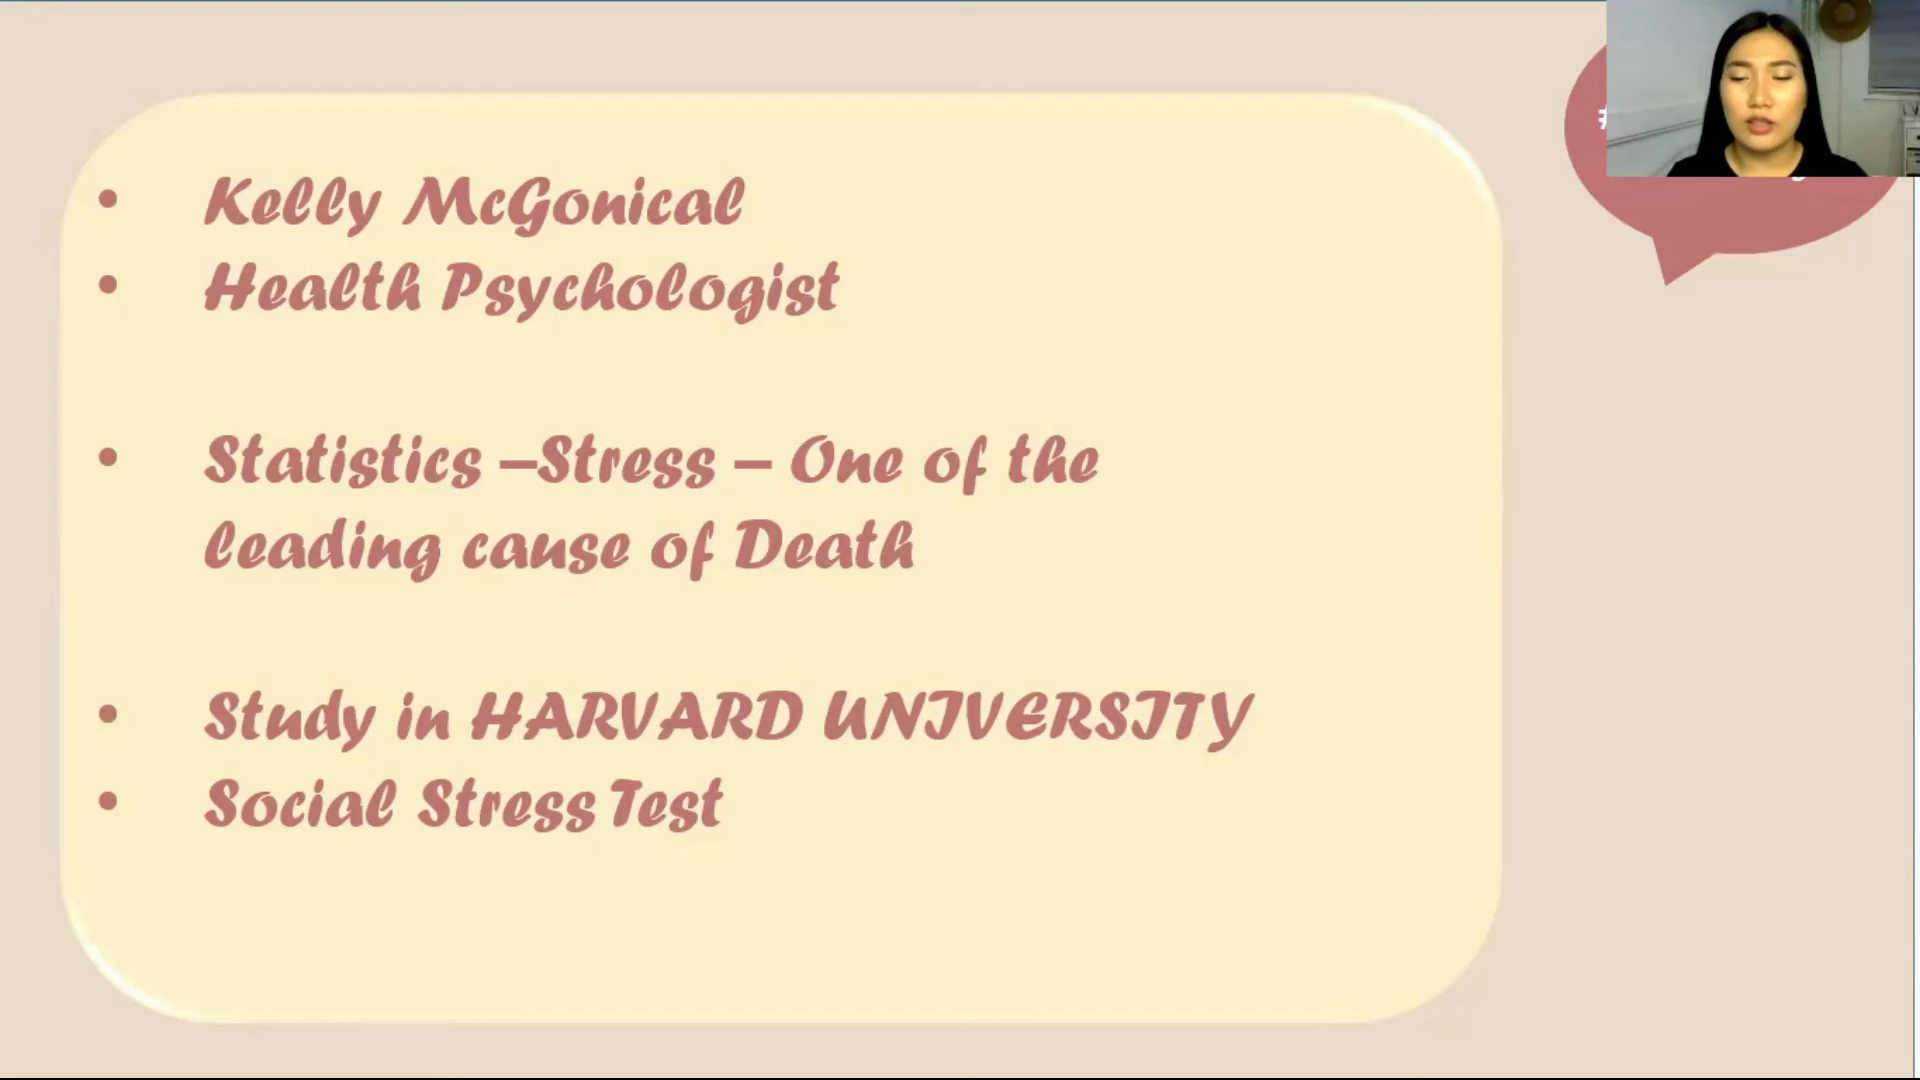 • Kelly McGonical
• Health Psychologist
• Statistics –Stress – One of the
leading cause of Death
• Study in HARVARD UNIVERSITY
• Social Stress Test